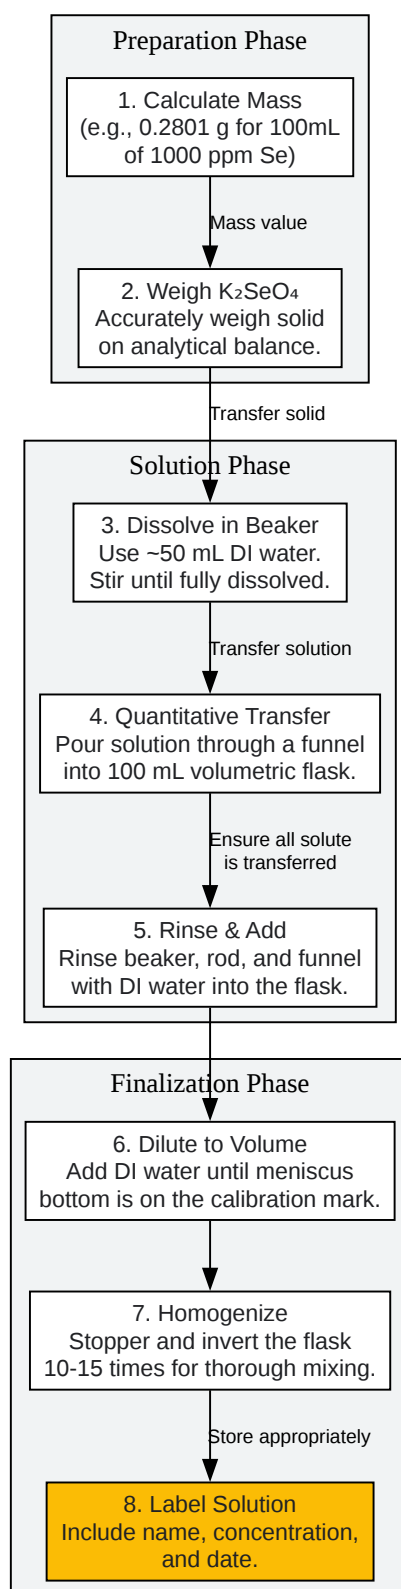 Preparation Phase
1. Calculate Mass
(e.g., 0.2801 g for 100mL
of 1000 ppm Se)
Mass value
2. Weigh K₂SeO₄
Accurately weigh solid
on analytical balance.
Transfer solid
Solution Phase
3. Dissolve in Beaker
Use ~50 mL DI water.
Stir until fully dissolved.
Transfer solution
4. Quantitative Transfer
Pour solution through a funnel
into 100 mL volumetric flask.
Ensure all solute
is transferred
5. Rinse & Add
Rinse beaker, rod, and funnel
with DI water into the flask.
Finalization Phase
6. Dilute to Volume
Add DI water until meniscus
bottom is on the calibration mark.
7. Homogenize
Stopper and invert the flask
10-15 times for thorough mixing.
Store appropriately
8. Label Solution
Include name, concentration,
and date.